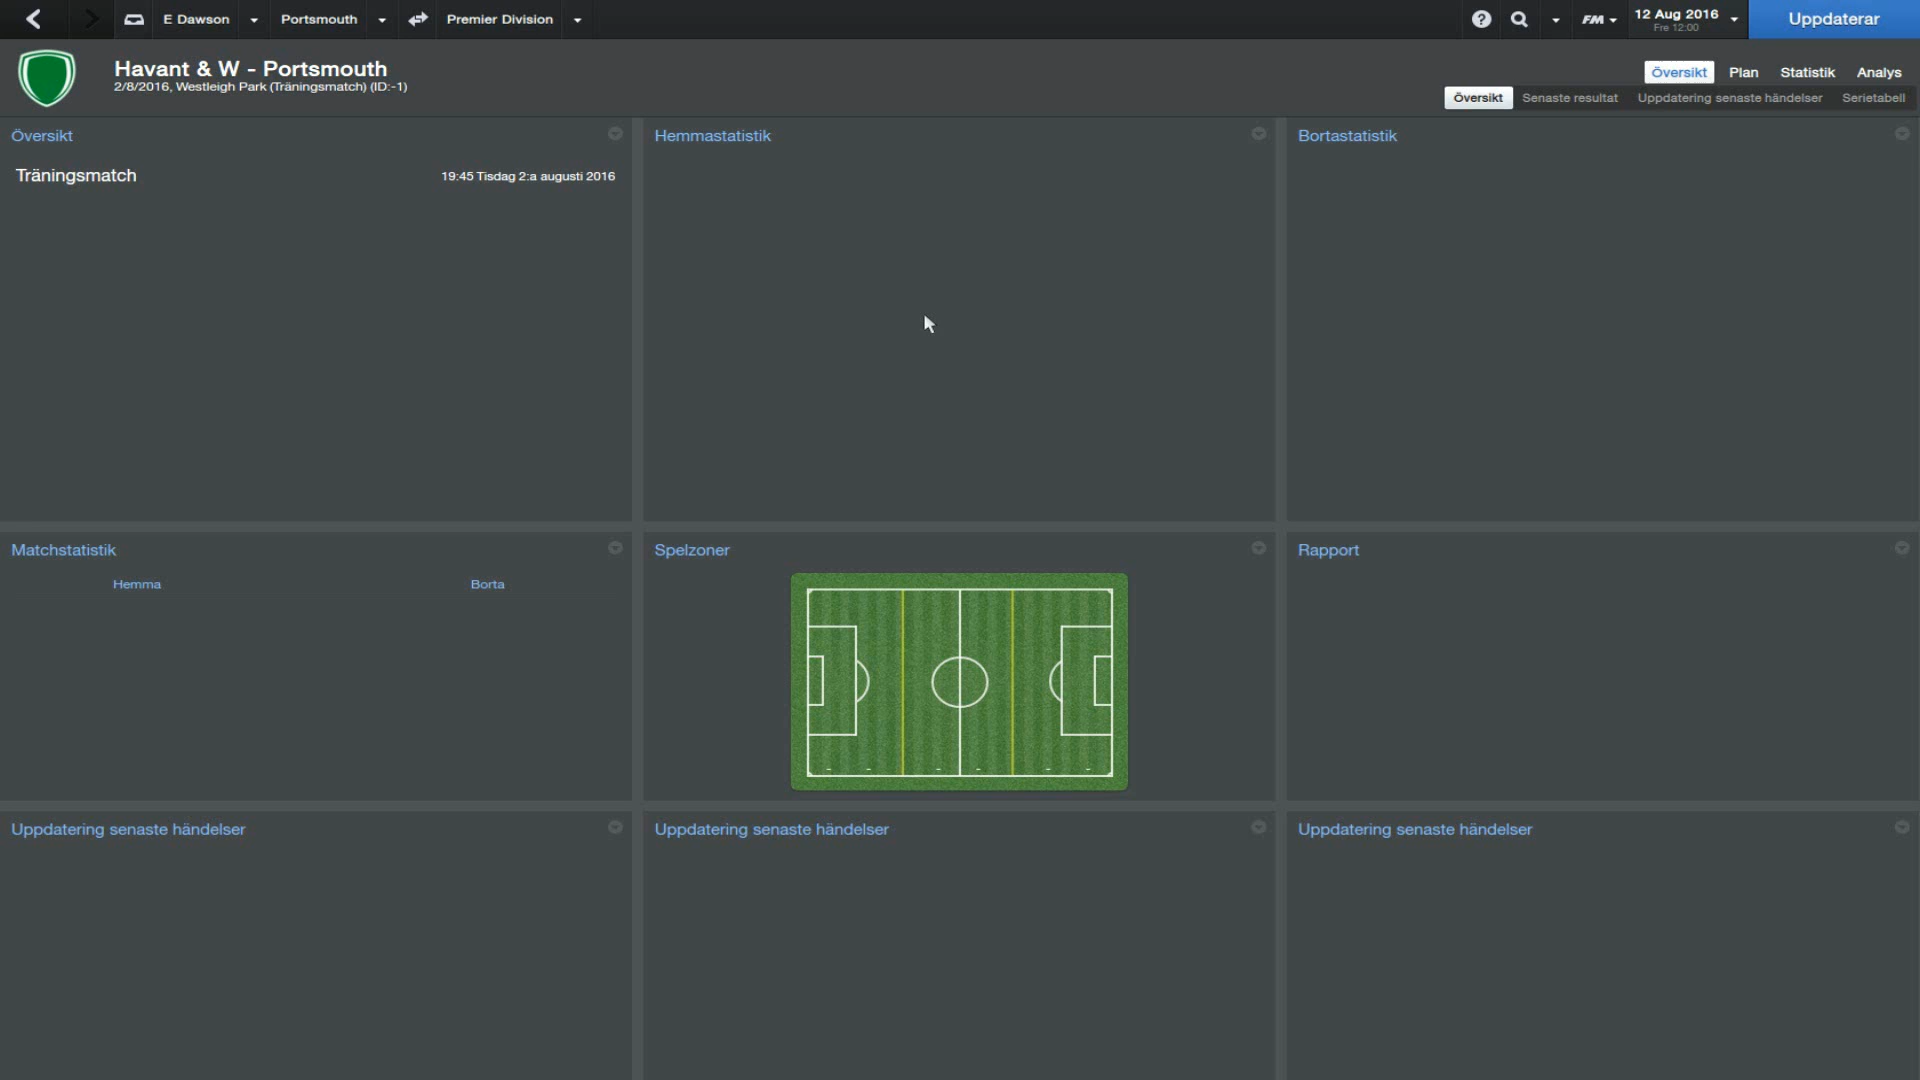 E Dawson
Portsmouth
Premier Division
?
FM
12 Aug 2016
Fre 12:00
Uppdaterar
Havant & W - Portsmouth
2/8/2016, Westleigh Park (Träningsmatch) (ID:-1)
Översikt Plan Statistik Analys
Översikt Senaste resultat Uppdatering senaste händelser Serietabell
Översikt
Träningsmatch
19:45 Tisdag 2:a augusti 2016
Hemmastatistik
Bortastatistik
Matchstatistik
Hemma Borta
Spelzoner
- - - - - -
Rapport
Uppdatering senaste händelser
Uppdatering senaste händelser
Uppdatering senaste händelser